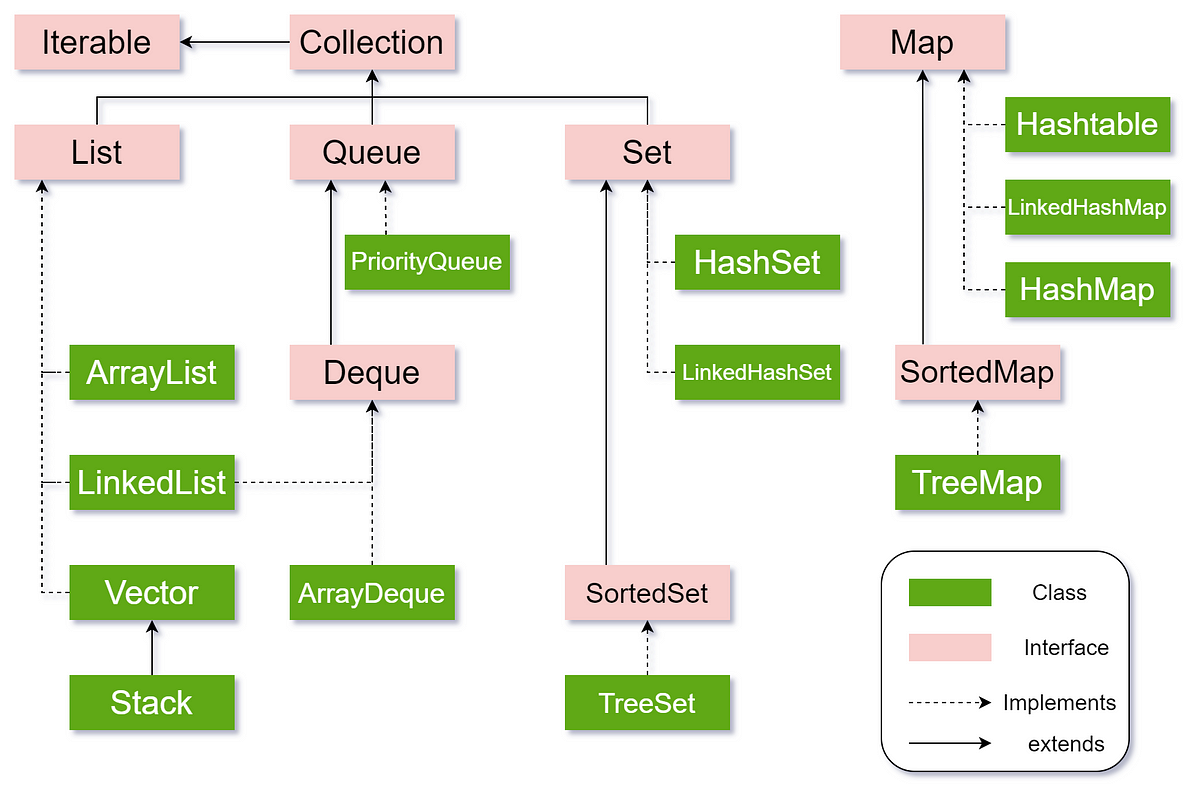 Iterable
Collection
Map
Hashtable
List
Queue
Set
LinkedHashMap
PriorityQueue
HashSet
HashMap
ArrayList
Deque
LinkedHashSet
SortedMap
LinkedList
TreeMap
Vector
ArrayDeque
SortedSet
Class
Interface
Stack
TreeSet
Implements
extends